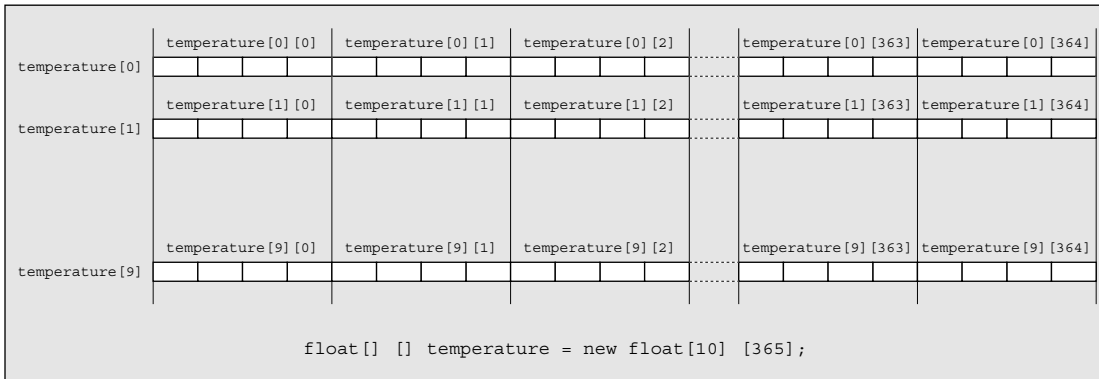 temperature[0][0] temperature[0][1] temperature[0][2] temperature[0][363] temperature[0][364]
temperature[0]
temperature[1][0] temperature[1][1] temperature[1][2] temperature[1][363] temperature[1][364]
temperature[1]
temperature[9][0] temperature[9][1] temperature[9][2] temperature[9][363] temperature[9][364]
temperature[9]
float[] [] temperature = new float[10] [365];